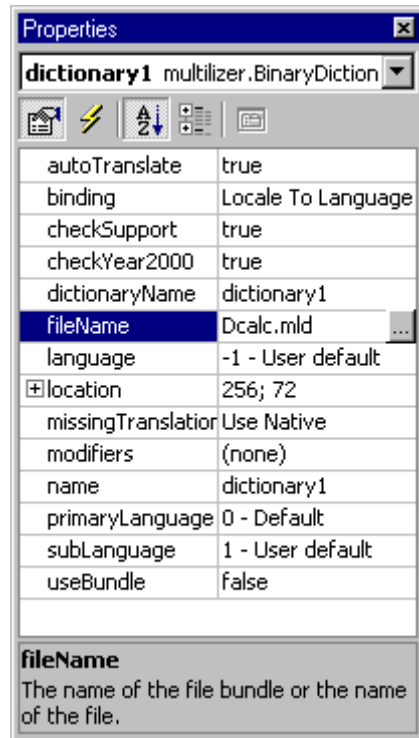 Properties
dictionary1 multilizer.BinaryDiction
autoTranslate true
binding Locale To Language
checkSupport true
checkYear2000 true
dictionaryName dictionary1
fileName Dcalc.mld ...
language -1 - User default
location 256; 72
missingTranslation Use Native
modifiers (none)
name dictionary1
primaryLanguage 0 - Default
subLanguage 1 - User default
useBundle false
fileName
The name of the file bundle or the name
of the file.